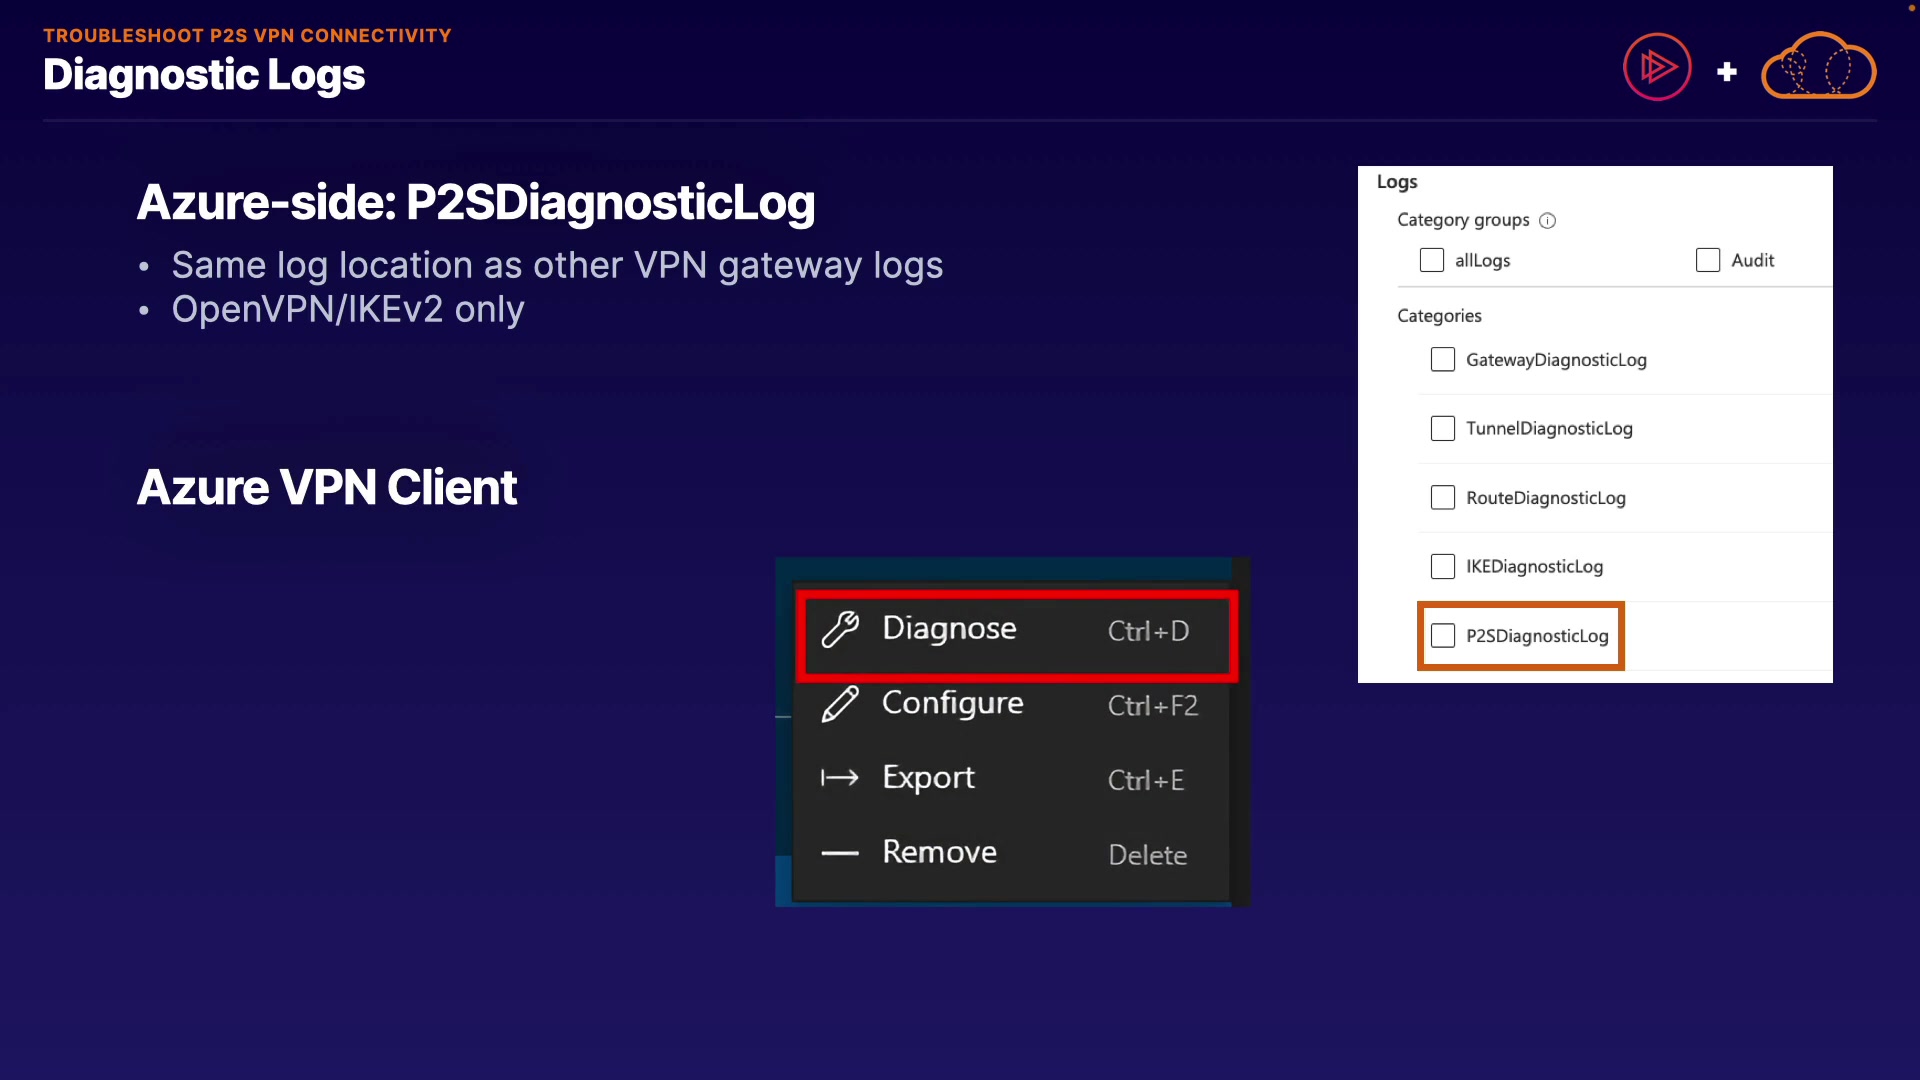 TROUBLESHOOT P2S VPN CONNECTIVITY
Diagnostic Logs
Azure-side: P2SDiagnosticLog
• Same log location as other VPN gateway logs
• OpenVPN/IKEv2 only
Azure VPN Client
Diagnose Ctrl+D
Configure Ctrl+F2
Export Ctrl+E
Remove Delete
Logs
Category groups
allLogs Audit
Categories
GatewayDiagnosticLog
TunnelDiagnosticLog
RouteDiagnosticLog
IKEDiagnosticLog
P2SDiagnosticLog